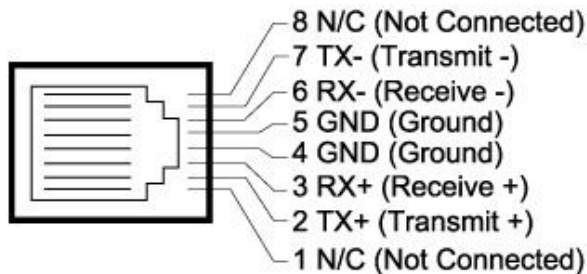 8 N/C (Not Connected)
7 TX- (Transmit -)
6 RX- (Receive -)
5 GND (Ground)
4 GND (Ground)
3 RX+ (Receive +)
2 TX+ (Transmit +)
1 N/C (Not Connected)